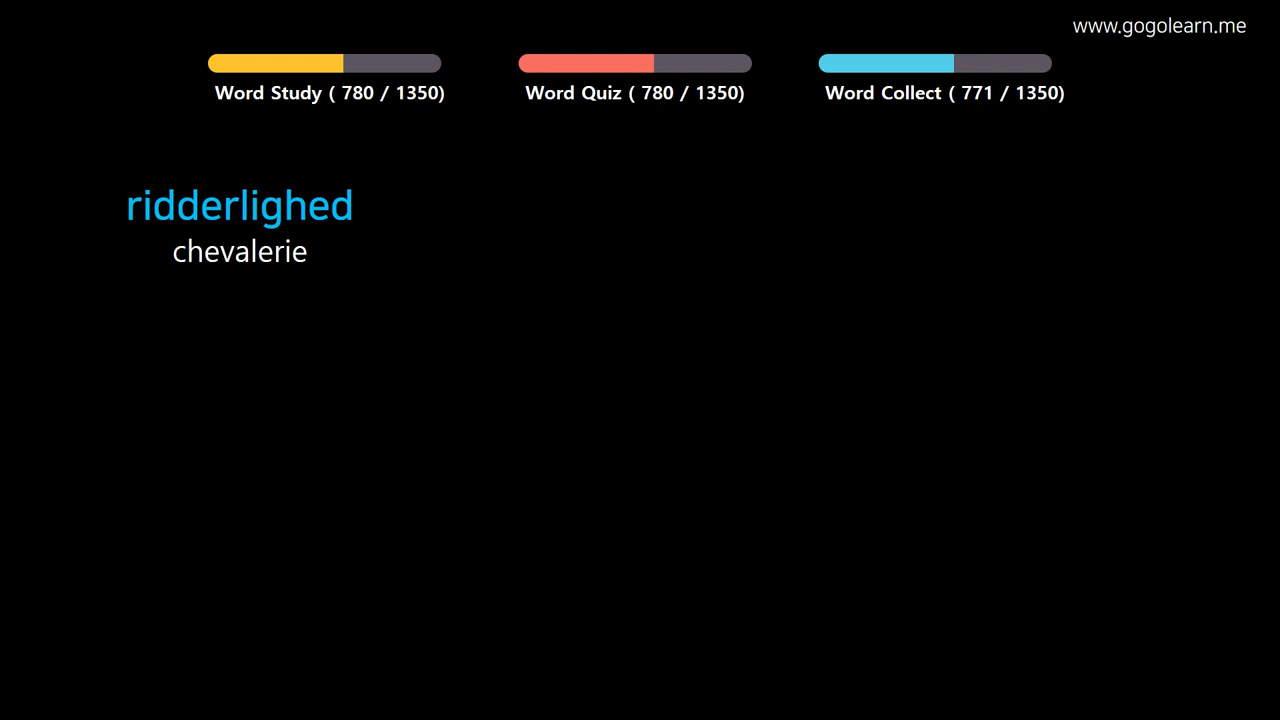 www.gogolearn.me
Word Study ( 780 / 1350)
Word Quiz ( 780 / 1350)
Word Collect ( 771 / 1350)
ridderlighed
chevalerie